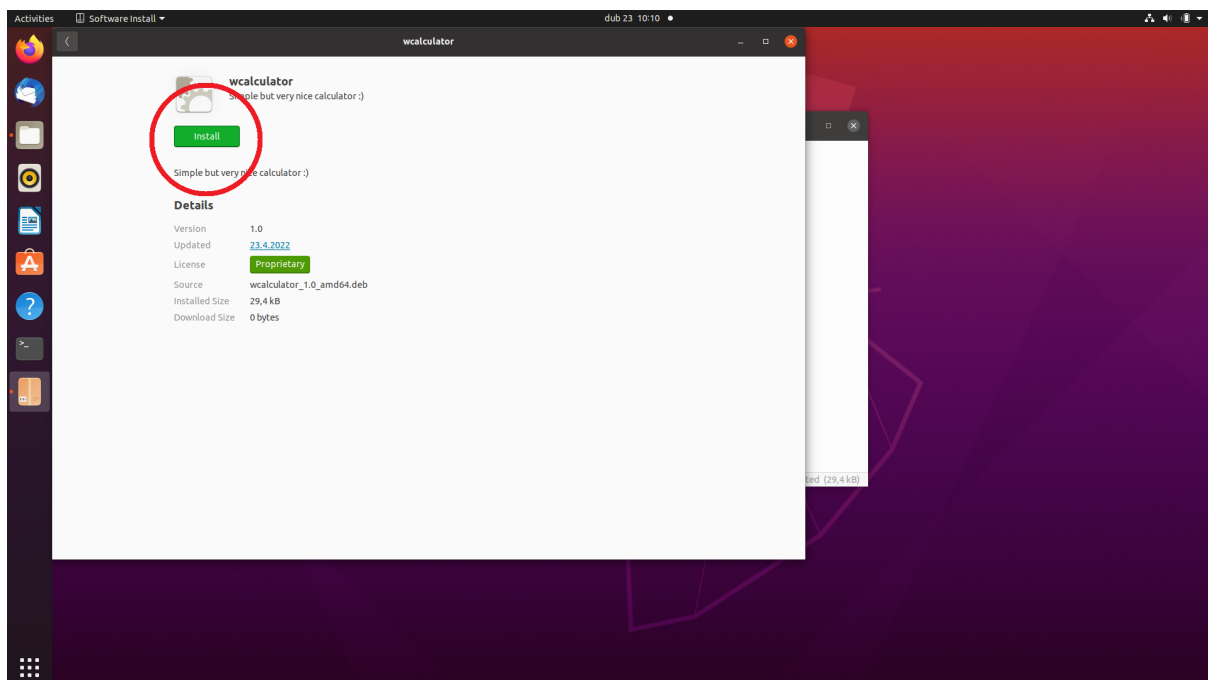 Activities Software Install dub 23 10:10
wcalculator
wcalculator
Simple but very nice calculator :)
Install
Simple but very nice calculator :)
Details
Version 1.0
Updated 23.4.2022
License Proprietary
Source wcalculator_1.0_amd64.deb
Installed Size 29,4 kB
Download Size 0 bytes
(29,4 kB)